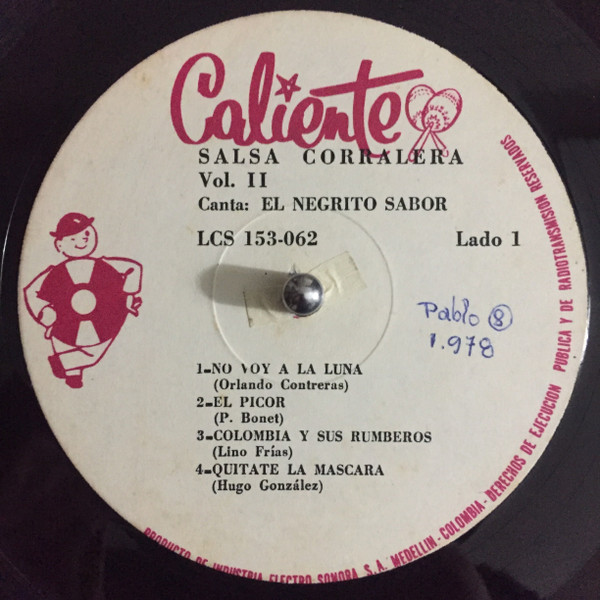 Caliente
SALSA CORRALERA
Vol. II
Canta: EL NEGRITO SABOR
LCS 153-062 Lado 1
Pablo 8
1.978
1-NO VOY A LA LUNA
(Orlando Contreras)
2-EL PICOR
(P. Bonet)
3-COLOMBIA Y SUS RUMBEROS
(Lino Frías)
4-QUITATE LA MASCARA
(Hugo González)
PRODUCTO DE INDUSTRIA ELECTRO SONORA S.A. MEDELLIN-COLOMBIA-DERECHOS DE EJECUCION PUBLICA Y DE RADIOTRANSMISION RESERVADOS